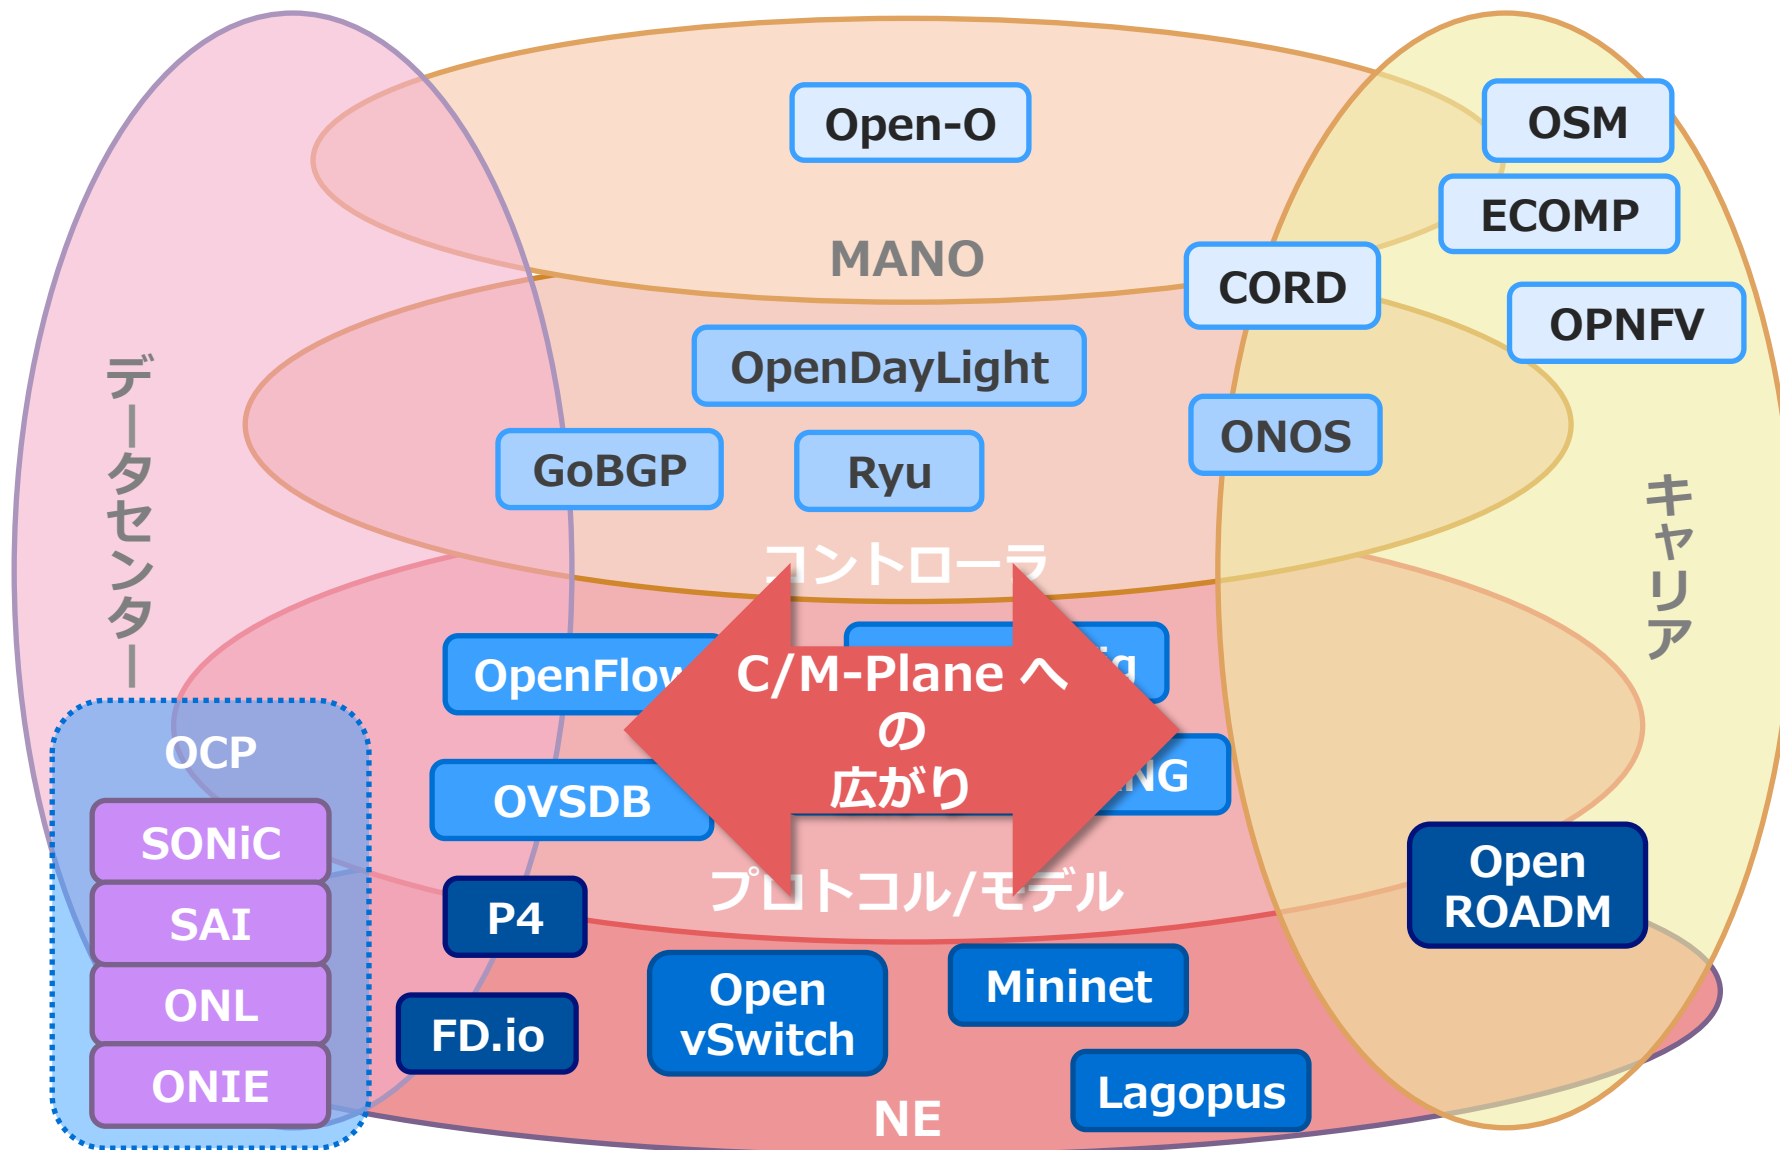 Open-O
OSM
ECOMP
MANO
CORD
OPNFV
OpenDayLight
ONOS
GoBGP
Ryu
データセンター
キャリア
コントローラ
OpenFlow
C/M-Plane へ
の
広がり
OCP
OVSDB
SONiC
SAI
ONL
ONIE
プロトコル/モデル
P4
Open
ROADM
FD.io
Open
vSwitch
Mininet
Lagopus
NE